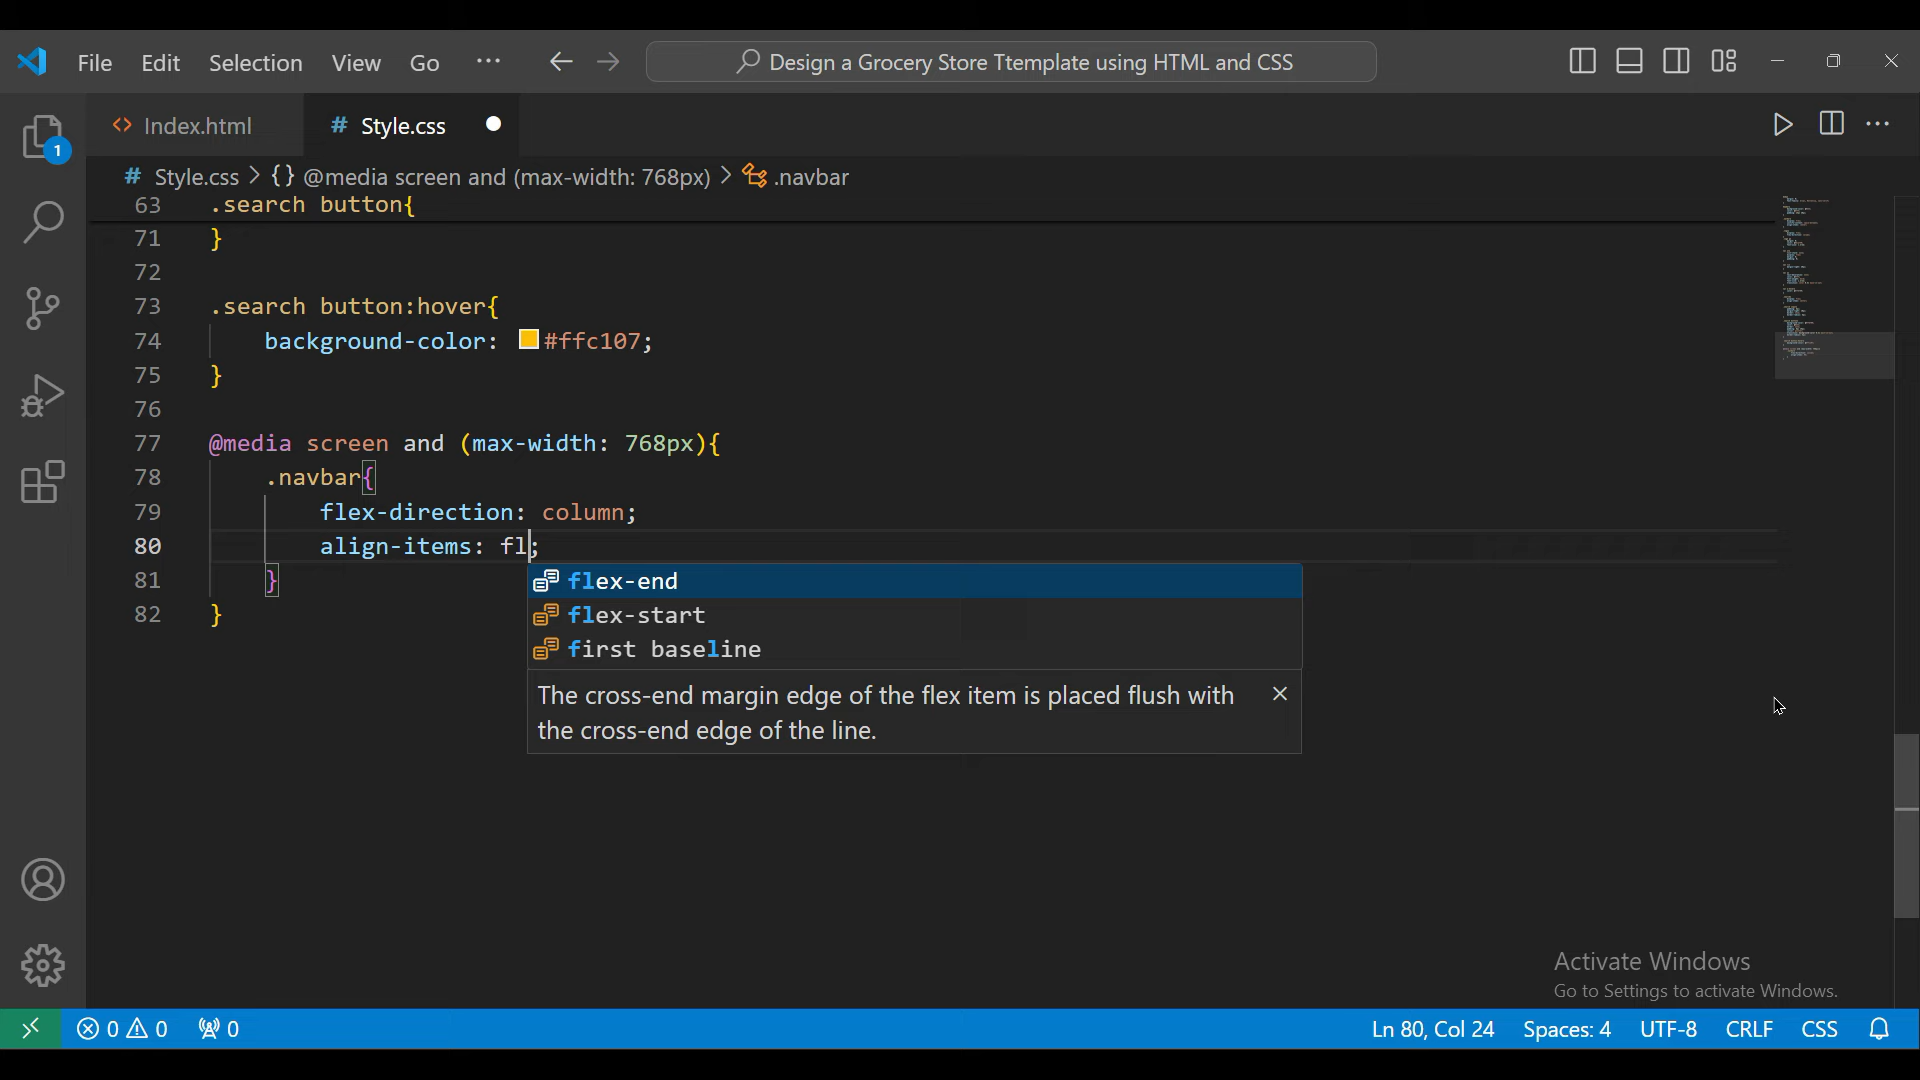 File Edit Selection View Go ··· Design a Grocery Store Ttemplate using HTML and CSS
1
<> Index.html # Style.css
# Style.css > {} @media screen and (max-width: 768px) > .navbar
63 .search button{
71 }
72
73 .search button:hover{
74 background-color: #ffc107;
75 }
76
77 @media screen and (max-width: 768px){
78 .navbar{
79 flex-direction: column;
80 align-items: fl;
81 }
82 }
flex-end
flex-start
first baseline
The cross-end margin edge of the flex item is placed flush with
the cross-end edge of the line.
Activate Windows
Go to Settings to activate Windows.
0 0 0 Ln 80, Col 24 Spaces: 4 UTF-8 CRLF CSS